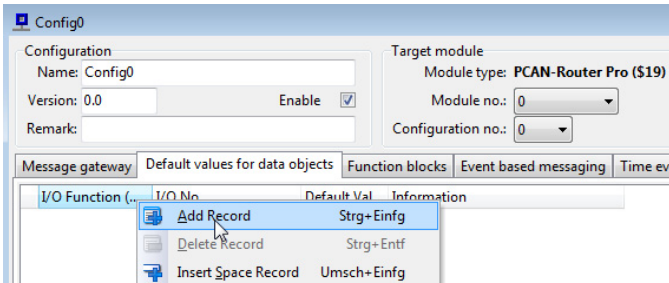 Config0
Configuration
Target module
Name: Config0
Module type: PCAN-Router Pro ($19)
Version: 0.0
Enable
Module no.: 0
Remark:
Configuration no.: 0
Message gateway
Default values for data objects
Function blocks
Event based messaging
Time ev
I/O Function (...
I/O No
Default Val
Information
Add Record Strg+Einfg
Delete Record Strg+Entf
Insert Space Record Umsch+Einfg